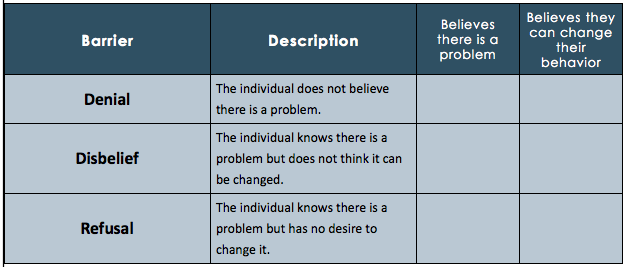 Barrier
Description
Believes
there is a
problem
Believes they
can change
their
behavior
Denial
The individual does not believe
there is a problem.
Disbelief
The individual knows there is a
problem but does not think it can
be changed.
Refusal
The individual knows there is a
problem but has no desire to
change it.